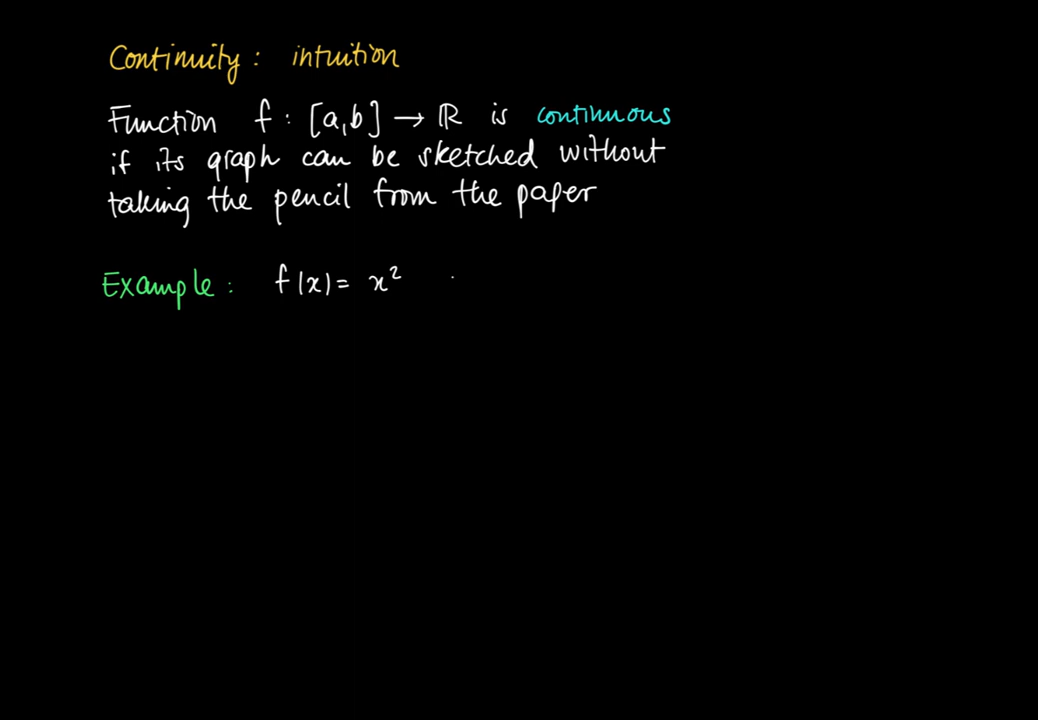 Continuity: intuition
Function f: [a,b] → ℝ is continuous
if its graph can be sketched without
taking the pencil from the paper
Example: f(x) = x²